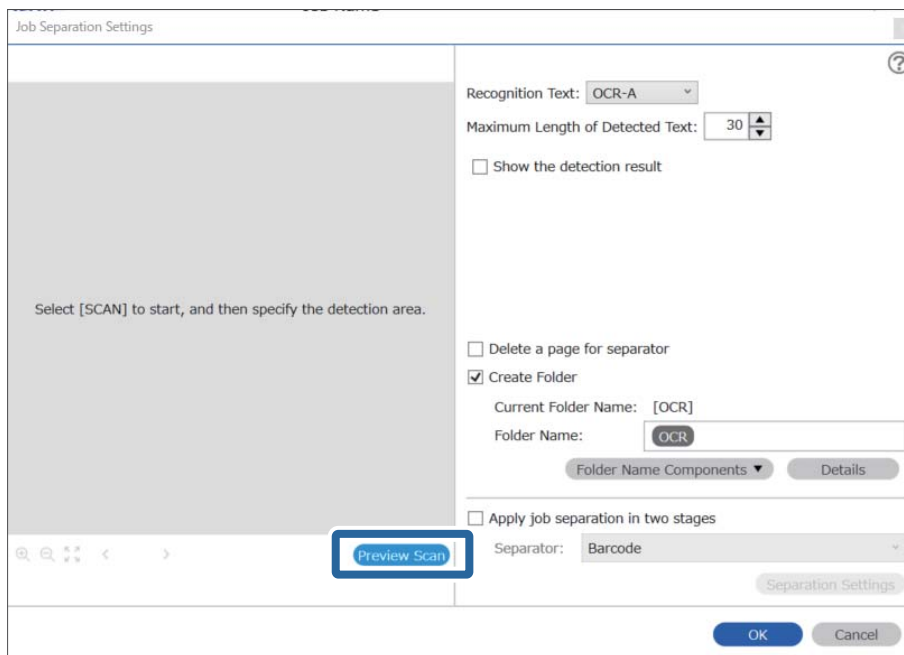 Job Separation Settings
?
Recognition Text: OCR-A
Maximum Length of Detected Text: 30
Show the detection result
Select [SCAN] to start, and then specify the detection area.
Delete a page for separator
Create Folder
Current Folder Name: [OCR]
Folder Name: OCR
Folder Name Components ▼ Details
Apply job separation in two stages
Preview Scan
Separator: Barcode
Separation Settings
OK Cancel